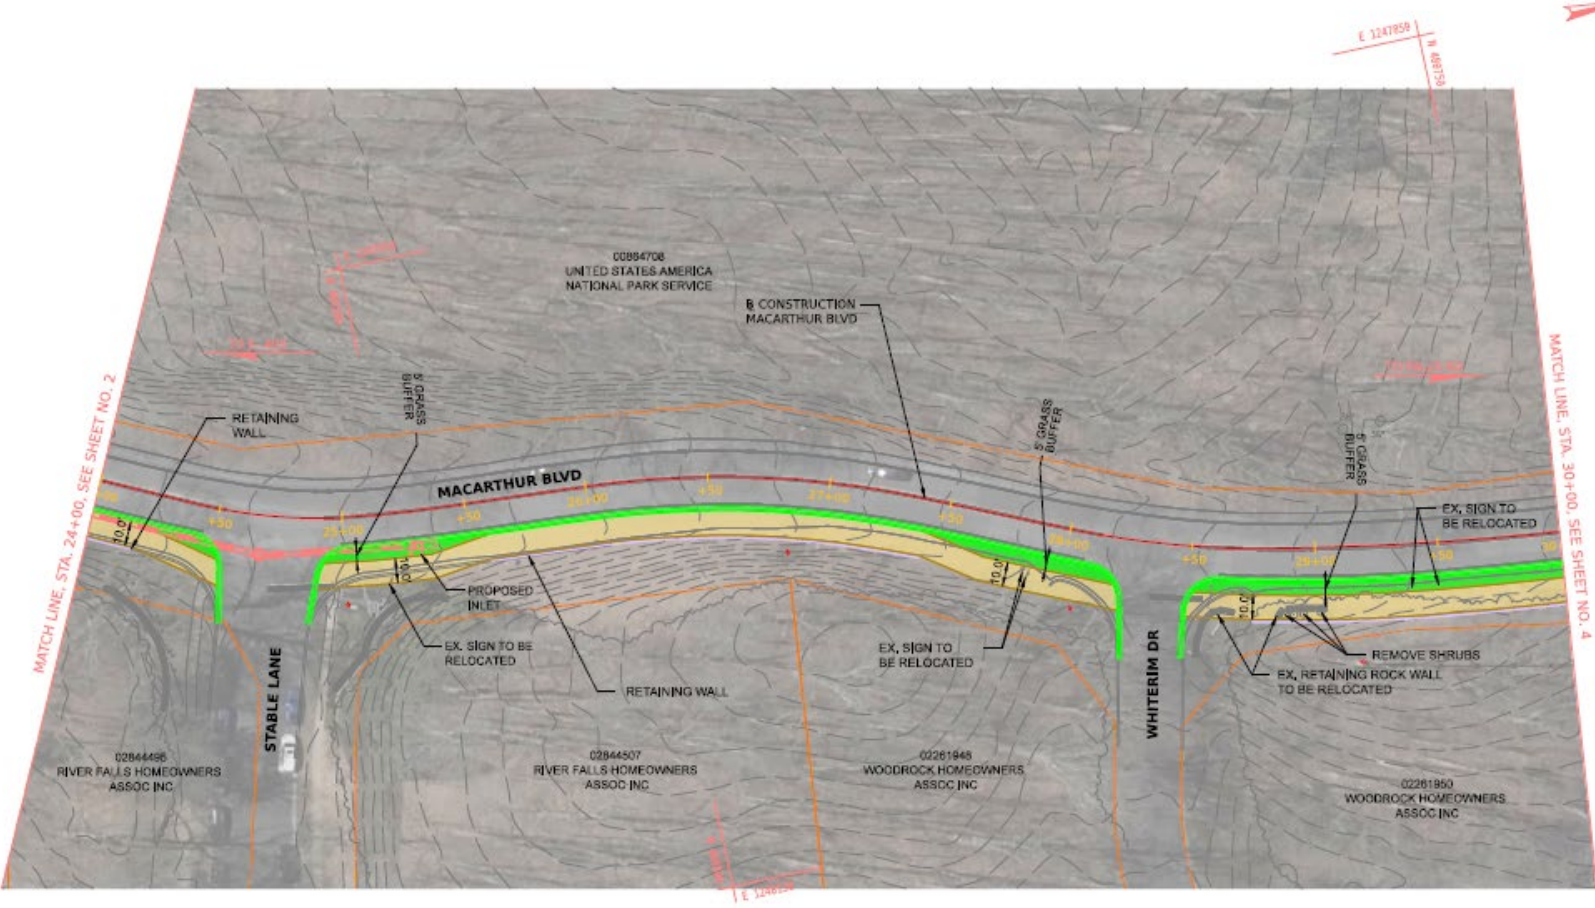 E 1247850
N 480750
00864708
UNITED STATES AMERICA
NATIONAL PARK SERVICE
B CONSTRUCTION
MACARTHUR BLVD
MATCH LINE, STA. 24+00, SEE SHEET NO. 2
MATCH LINE, STA. 30+00, SEE SHEET NO. 4
RETAINING
WALL
5' GRASS
BUFFER
5' GRASS
BUFFER
5' GRASS
BUFFER
MACARTHUR BLVD
+50
25+00
+50
26+00
+50
27+00
+50
28+00
+50
29+00
+50
EX. SIGN TO
BE RELOCATED
10.0'
10.0'
10.0'
10.0'
PROPOSED
INLET
EX. SIGN TO BE
RELOCATED
RETAINING WALL
EX. SIGN TO
BE RELOCATED
REMOVE SHRUBS
EX. RETAINING ROCK WALL
TO BE RELOCATED
STABLE LANE
WHITERIM DR
02844496
RIVER FALLS HOMEOWNERS
ASSOC INC
02844507
RIVER FALLS HOMEOWNERS
ASSOC INC
02261948
WOODROCK HOMEOWNERS
ASSOC INC
02261950
WOODROCK HOMEOWNERS
ASSOC INC